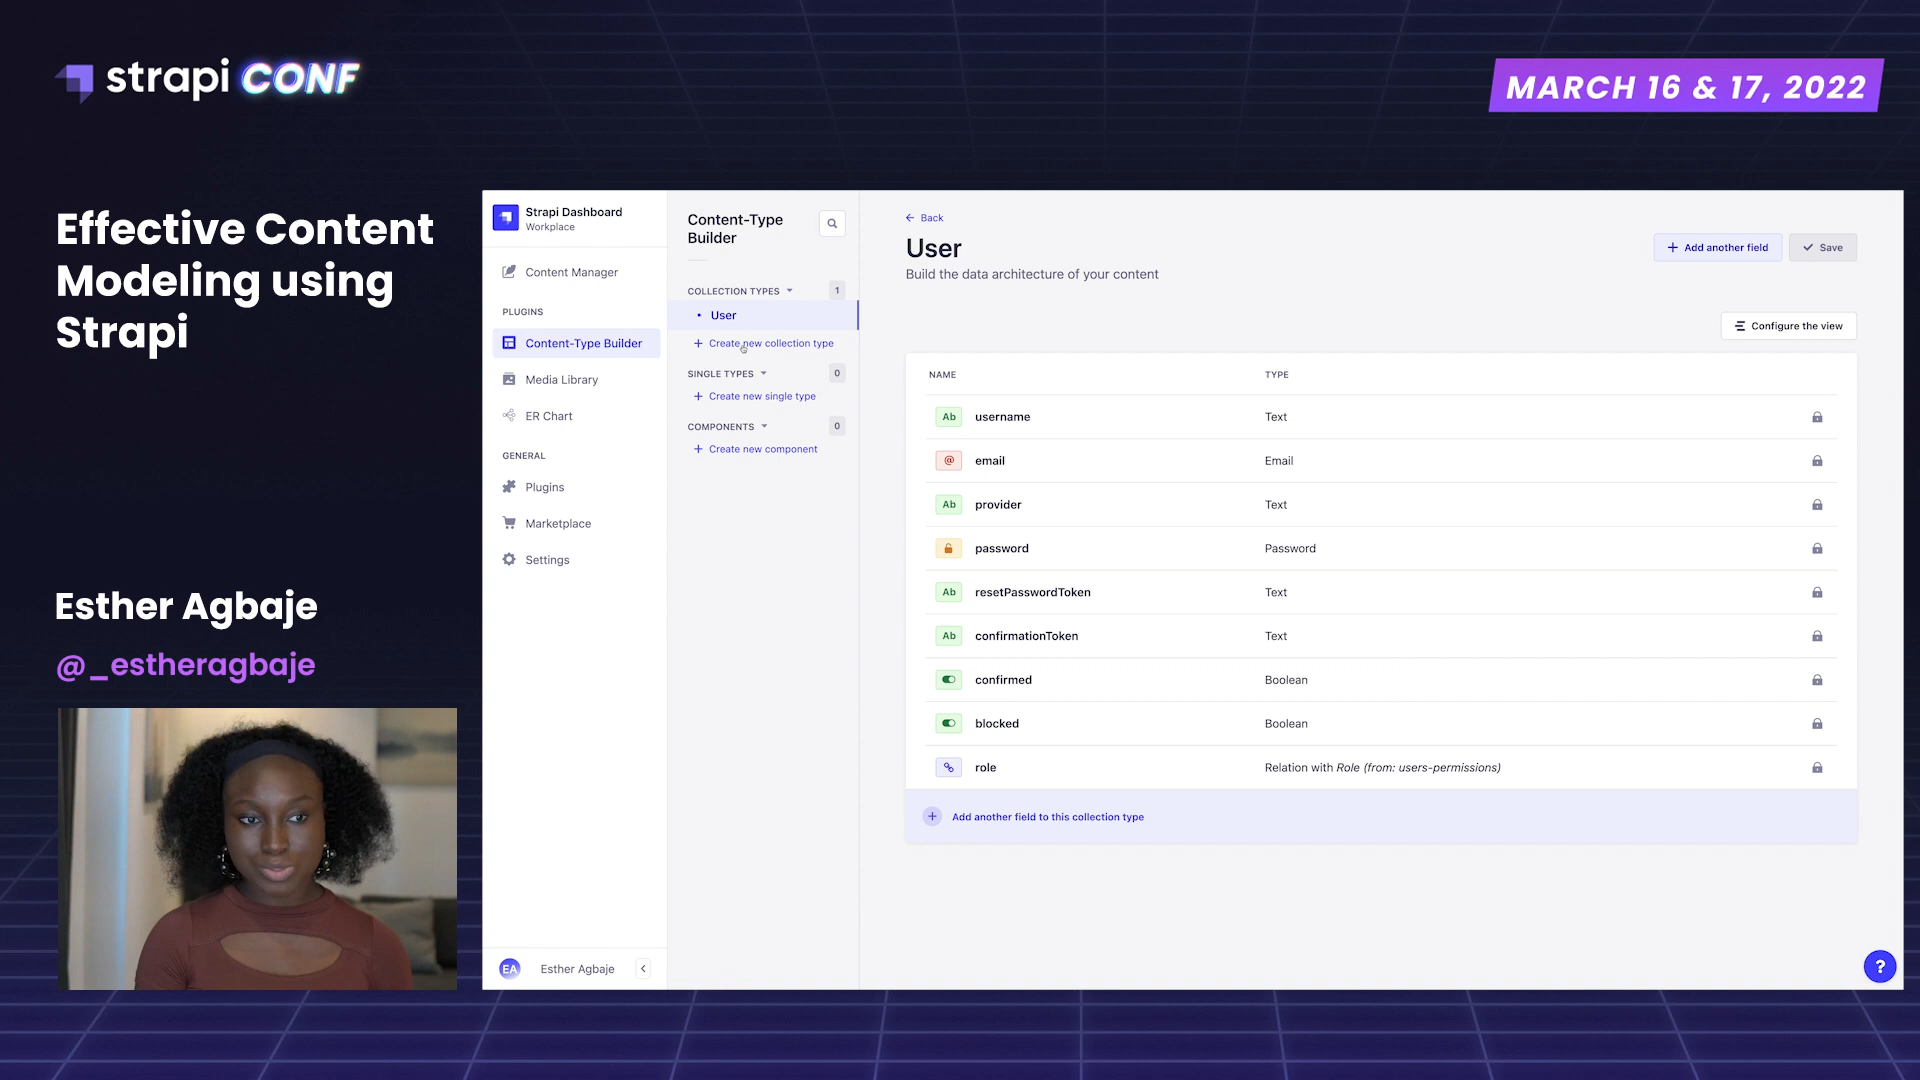 strapi CONF
MARCH 16 & 17, 2022
Effective Content
Modeling using
Strapi
Esther Agbaje
@_estheragbaje
Strapi Dashboard
Workplace
Content Manager
PLUGINS
Content-Type Builder
Media Library
ER Chart
GENERAL
Plugins
Marketplace
Settings
EA
Esther Agbaje
Content-Type
Builder
COLLECTION TYPES
1
User
Create new collection type
SINGLE TYPES
0
Create new single type
COMPONENTS
0
Create new component
Back
User
Build the data architecture of your content
Add another field
Save
Configure the view
NAME TYPE
Ab username Text
@ email Email
Ab provider Text
password Password
Ab resetPasswordToken Text
Ab confirmationToken Text
confirmed Boolean
blocked Boolean
role Relation with Role (from: users-permissions)
Add another field to this collection type
?